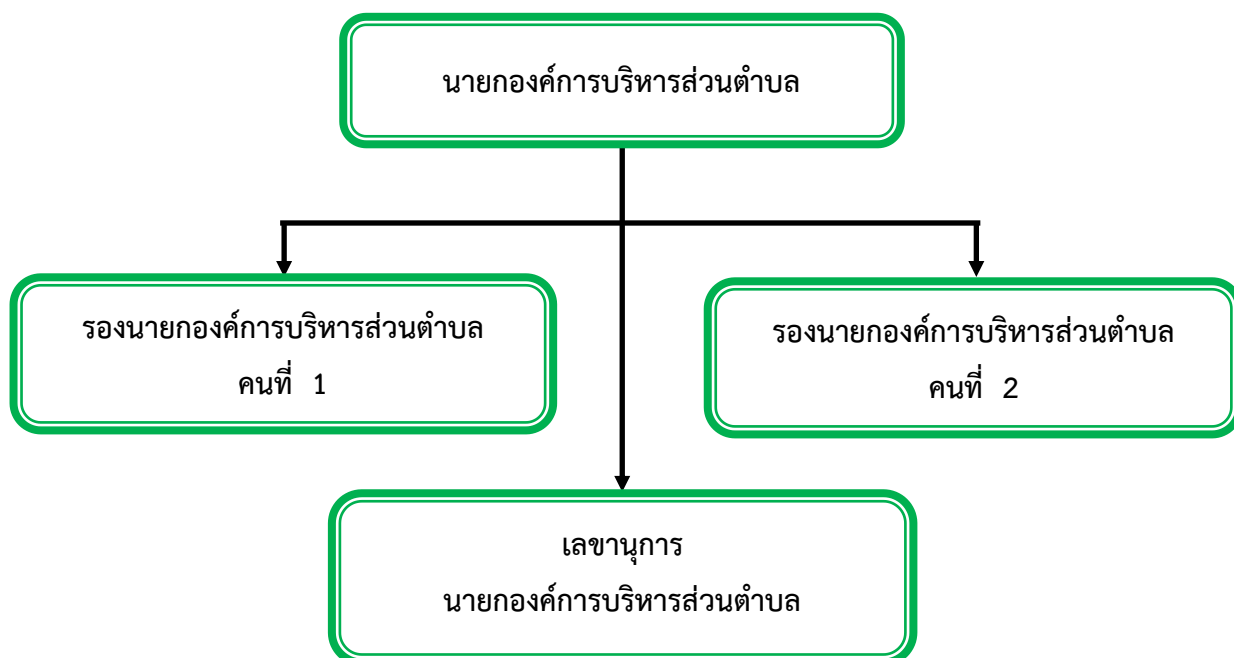 นายกองค์การบริหารส่วนตำบล
รองนายกองค์การบริหารส่วนตำบล
คนที่ 1
รองนายกองค์การบริหารส่วนตำบล
คนที่ 2
เลขานุการ
นายกองค์การบริหารส่วนตำบล